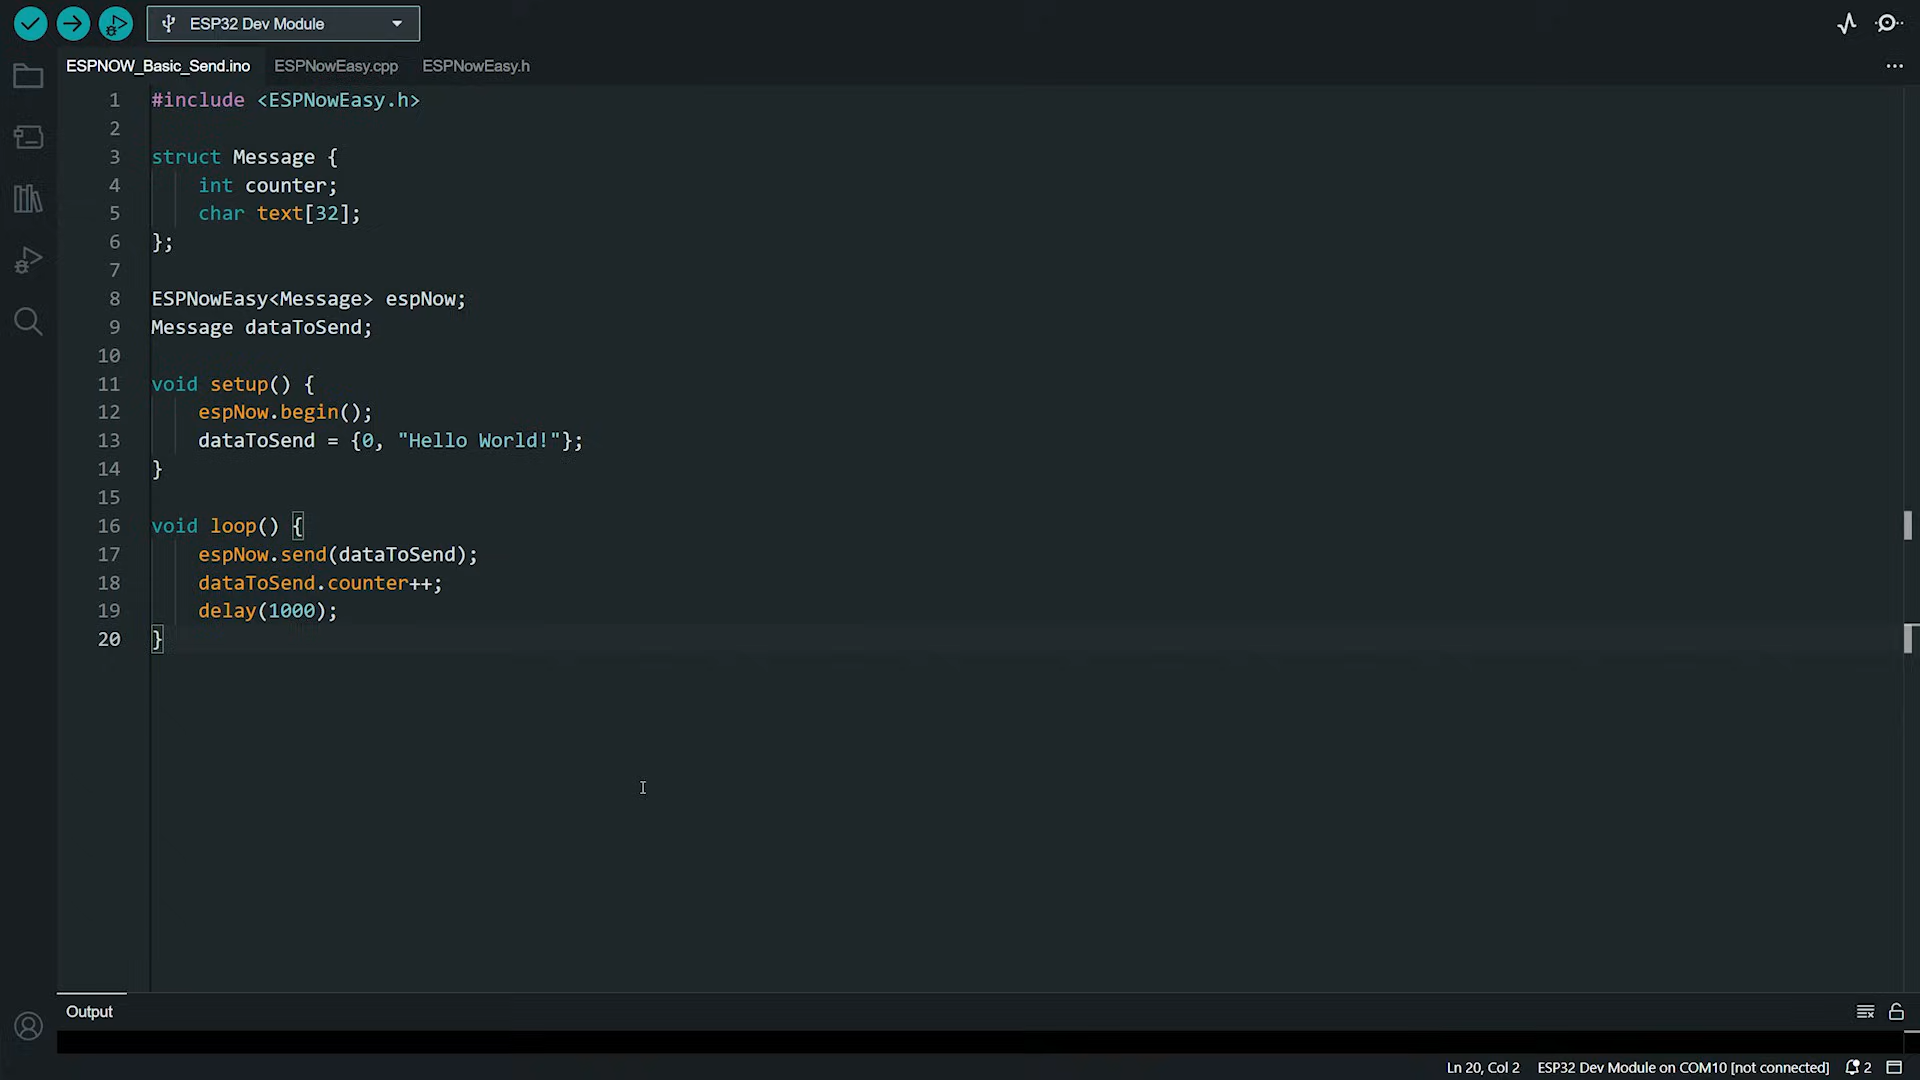 ESP32 Dev Module
ESPNOW_Basic_Send.ino ESPNowEasy.cpp ESPNowEasy.h
1 #include <ESPNowEasy.h>
2
3 struct Message {
4 int counter;
5 char text[32];
6 };
7
8 ESPNowEasy<Message> espNow;
9 Message dataToSend;
10
11 void setup() {
12 espNow.begin();
13 dataToSend = {0, "Hello World!"};
14 }
15
16 void loop() {
17 espNow.send(dataToSend);
18 dataToSend.counter++;
19 delay(1000);
20 }
Output
Ln 20, Col 2 ESP32 Dev Module on COM10 [not connected] 2